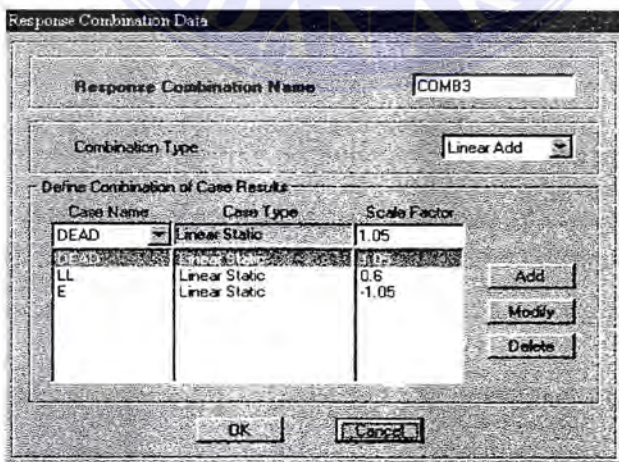 Response Combination Data
Response Combination Name COMB3
Combination Type Linear Add
Define Combination of Case Results
Case Name Case Type Scale Factor
DEAD Linear Static 1.05
DEAD Linear Static 1.05
LL Linear Static 0.6
E Linear Static -1.05
Add
Modify
Delete
OK Cancel